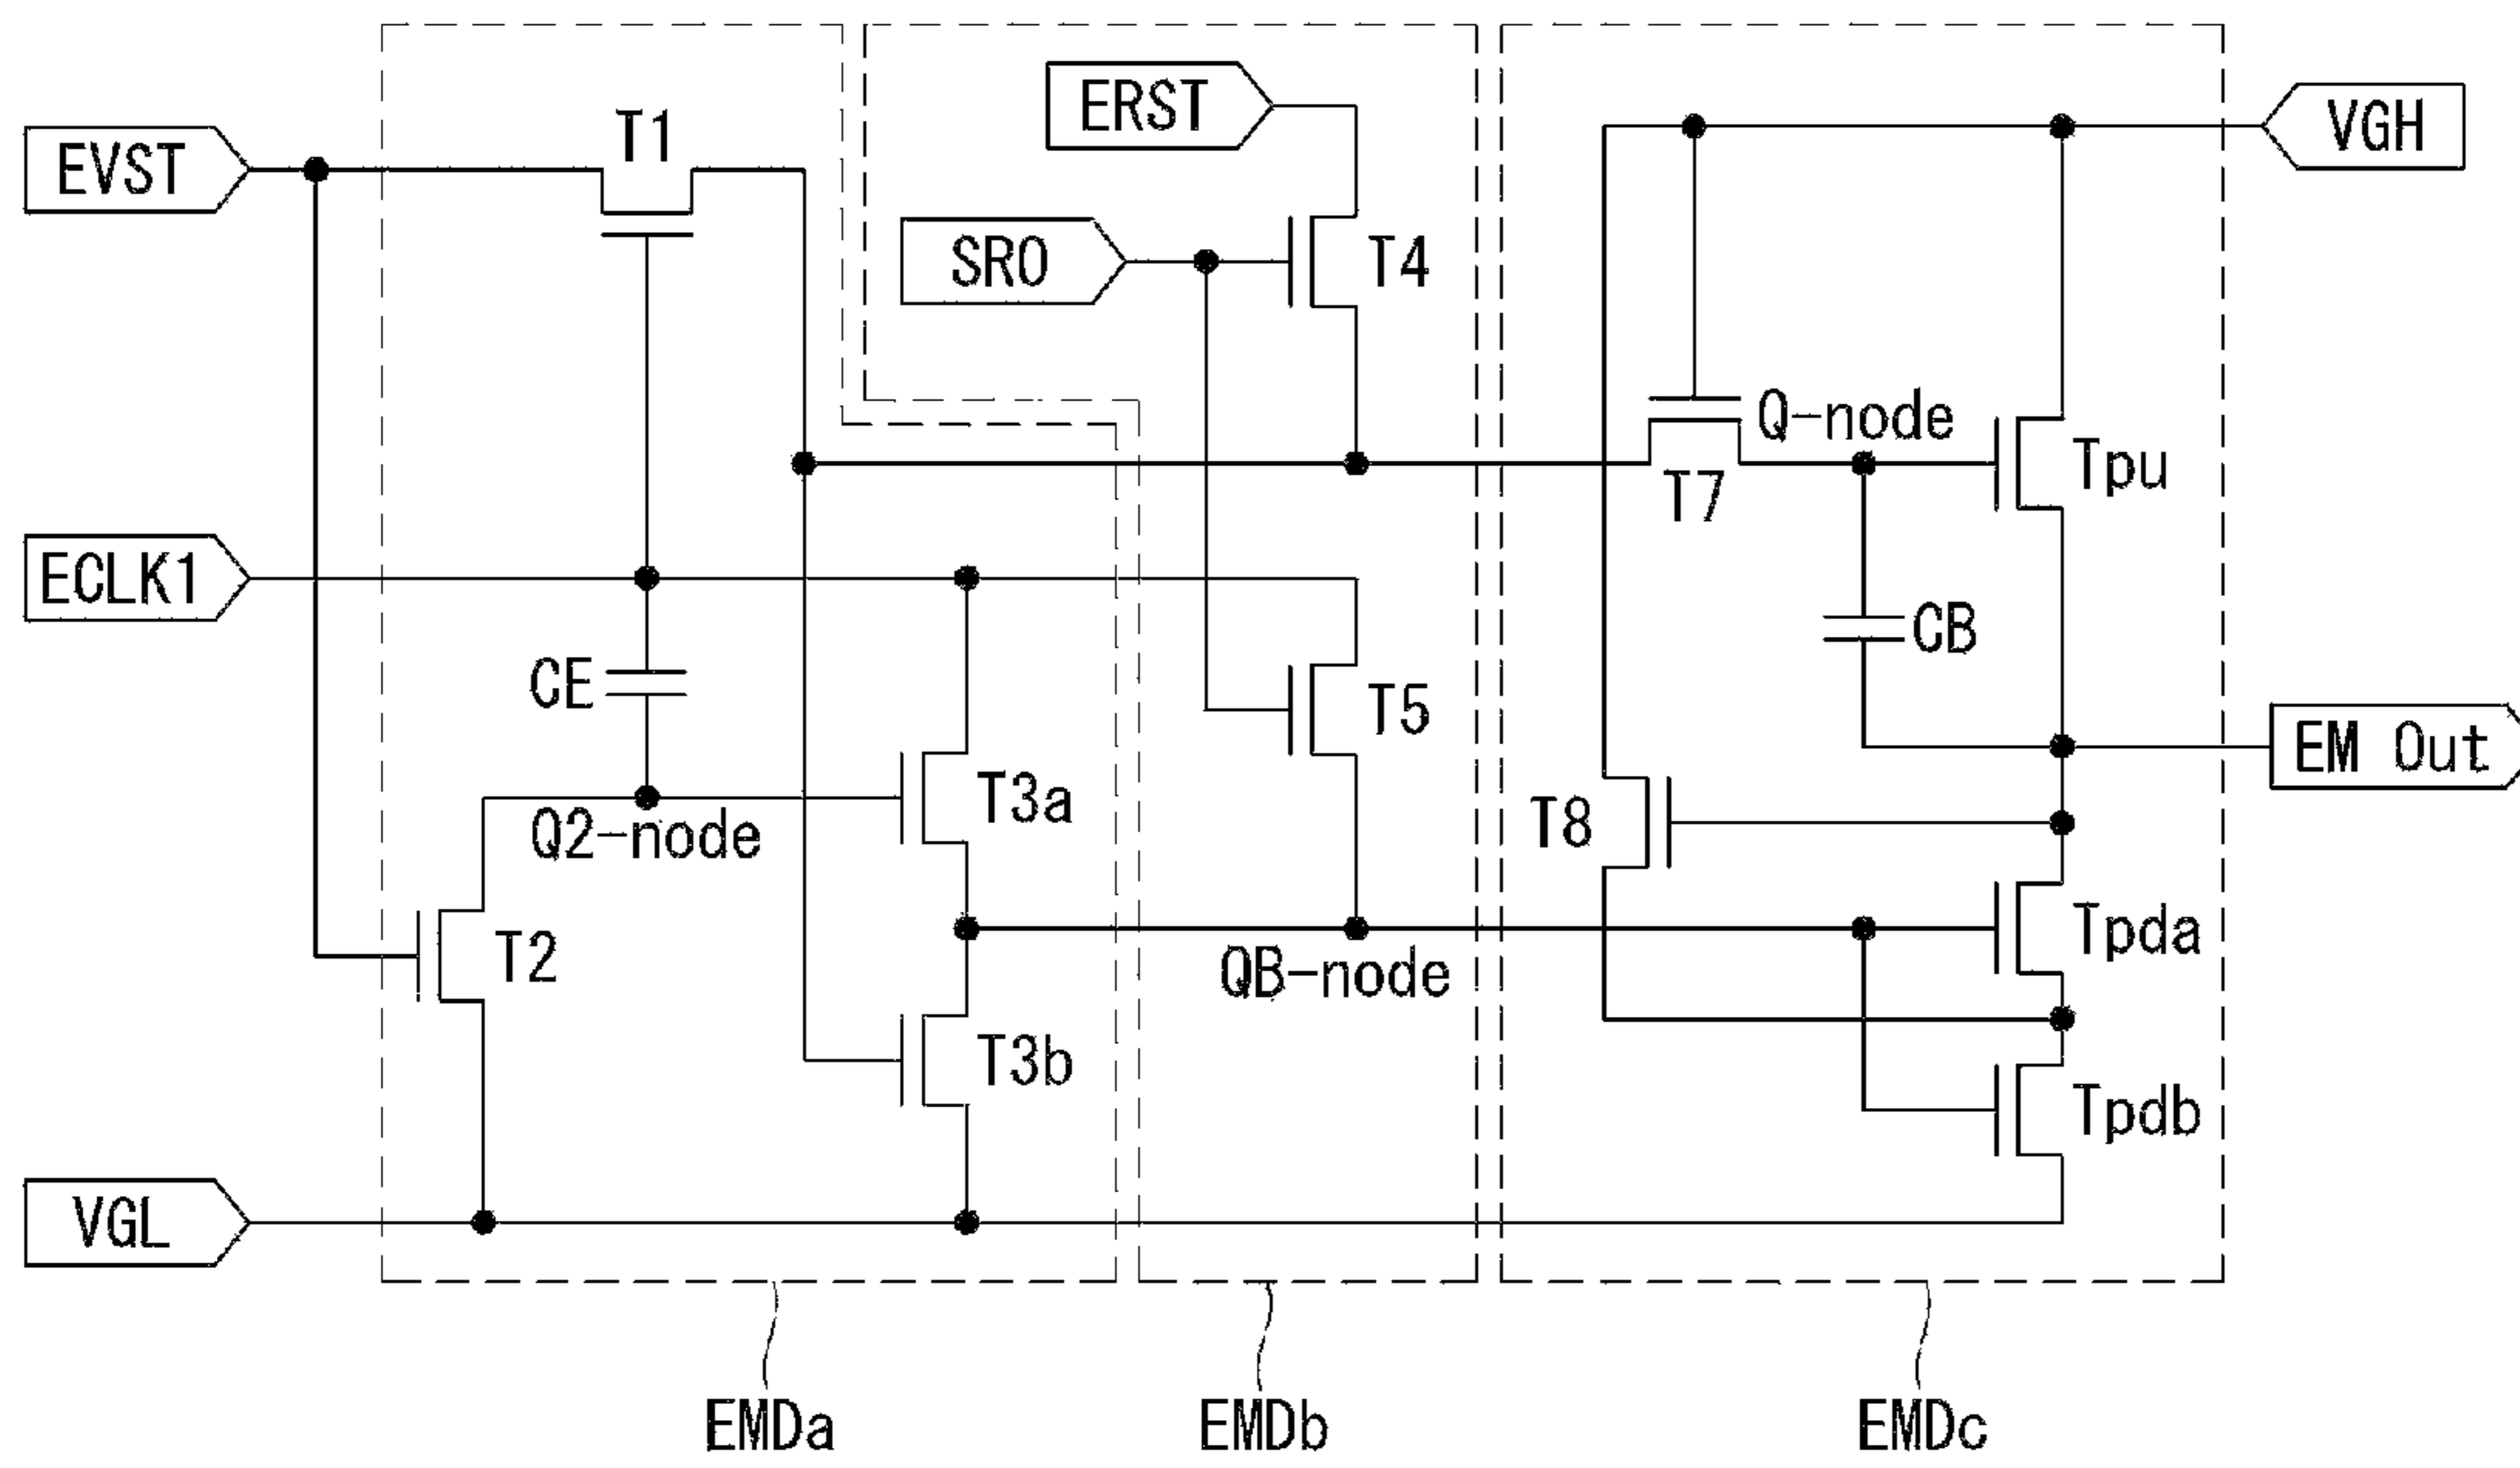 ERST
VGH
T1
EVST
SRO
T4
Q-node
Tpu
T7
ECLK1
CB
CE
T5
EM Out
T3a
T8
Q2-node
Tpda
T2
QB-node
T3b
Tpdb
VGL
EMDa
EMDb
EMDc